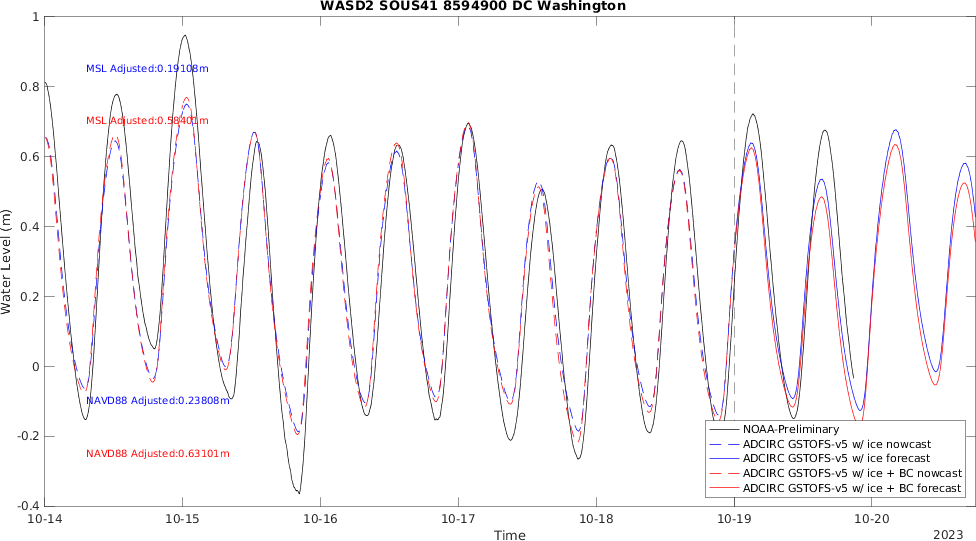 WASD2 SOUS41 8594900 DC Washington
1
0.8
0.6
0.4
0.2
0
-0.2
-0.4
Water Level (m)
MSL Adjusted:0.19108m
MSL Adjusted:0.58401m
NAVD88 Adjusted:0.23808m
NAVD88 Adjusted:0.63101m
NOAA-Preliminary
ADCIRC GSTOFS-v5 w/ ice nowcast
ADCIRC GSTOFS-v5 w/ ice forecast
ADCIRC GSTOFS-v5 w/ ice + BC nowcast
ADCIRC GSTOFS-v5 w/ ice + BC forecast
10-14 10-15 10-16 10-17 10-18 10-19 10-20
Time
2023